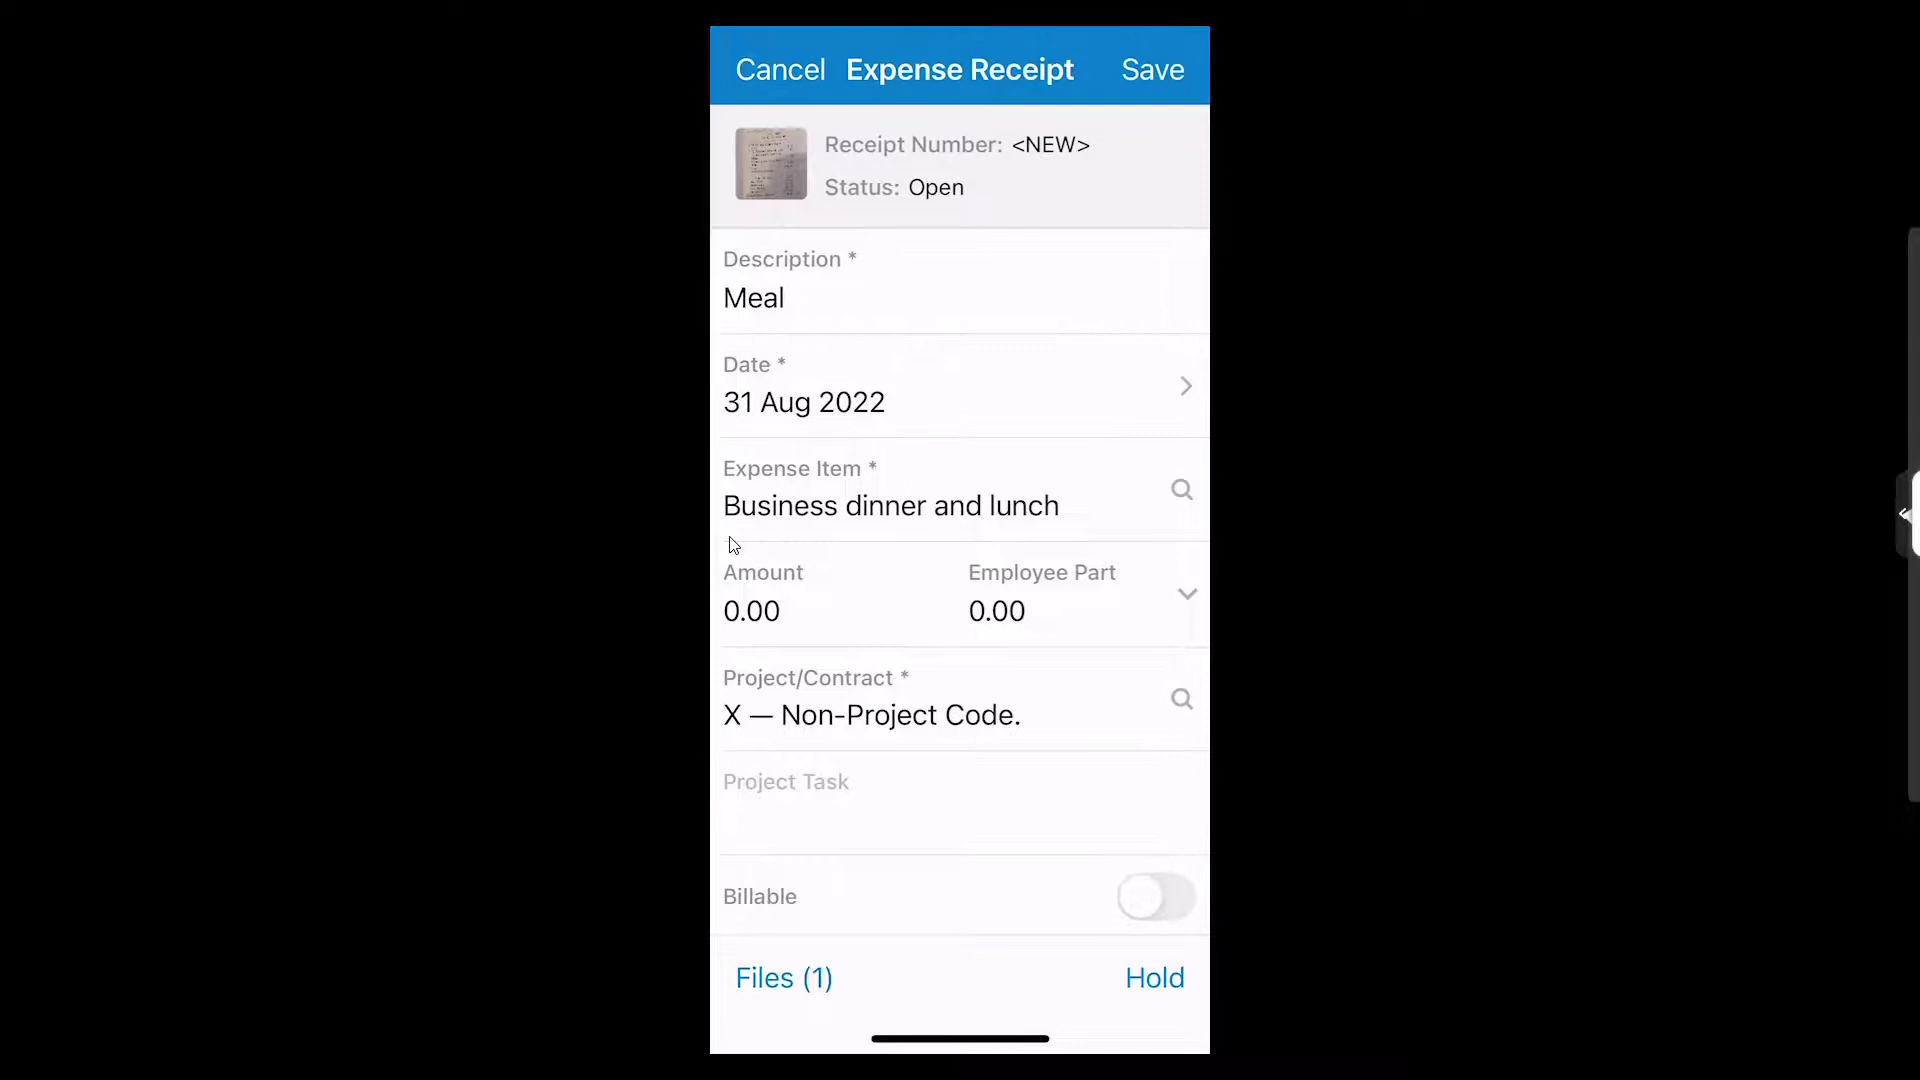 Cancel Expense Receipt Save
Receipt Number: <NEW>
Status: Open
Description *
Meal
Date *
31 Aug 2022
Expense Item *
Business dinner and lunch
Amount Employee Part
0.00 0.00
Project/Contract *
X — Non-Project Code.
Project Task
Billable
Files (1) Hold